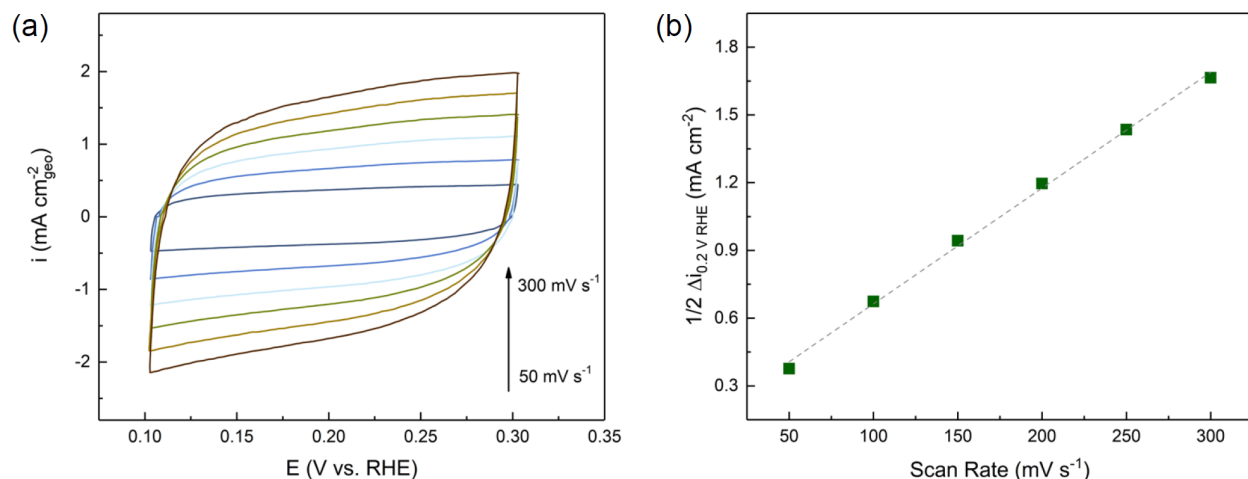 (a)
i (mA cm⁻²geo)
2
1
0
-1
-2
300 mV s⁻¹
50 mV s⁻¹
0.10 0.15 0.20 0.25 0.30 0.35
E (V vs. RHE)
(b)
1/2 Δi0.2 V RHE (mA cm-2)
1.8
1.5
1.2
0.9
0.6
0.3
50 100 150 200 250 300
Scan Rate (mV s⁻¹)